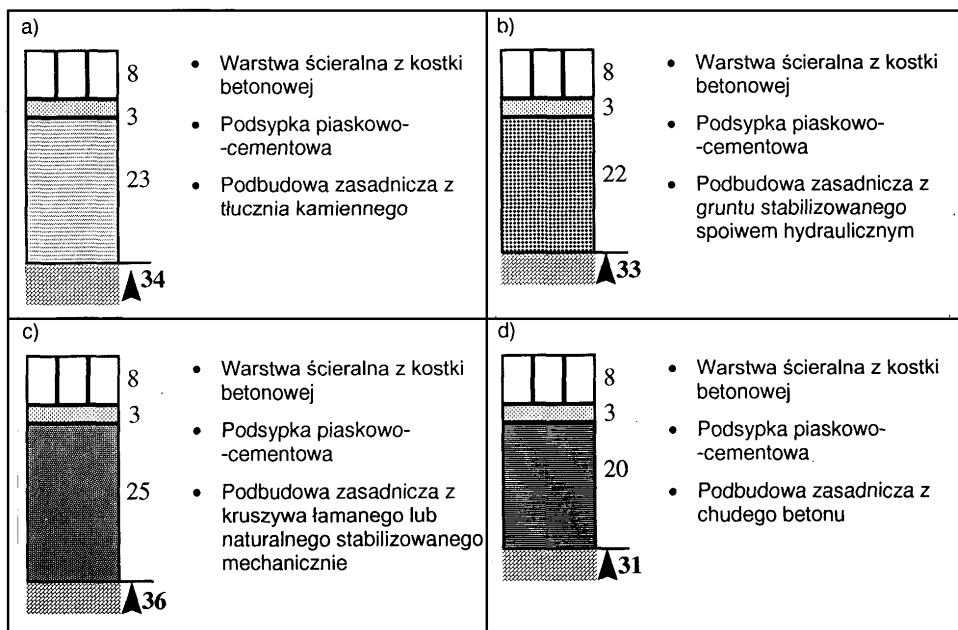 a)
8
3
23
34
• Warstwa ścieralna z kostki
betonowej
• Podsypka piaskowo-
-cementowa
• Podbudowa zasadnicza z
tłucznia kamiennego
b)
8
3
22
33
• Warstwa ścieralna z kostki
betonowej
• Podsypka piaskowo-
-cementowa
• Podbudowa zasadnicza z
gruntu stabilizowanego
spoiwem hydraulicznym
c)
8
3
25
36
• Warstwa ścieralna z kostki
betonowej
• Podsypka piaskowo-
-cementowa
• Podbudowa zasadnicza z
kruszywa łamanego lub
naturalnego stabilizowanego
mechanicznie
d)
8
3
20
31
• Warstwa ścieralna z kostki
betonowej
• Podsypka piaskowo-
-cementowa
• Podbudowa zasadnicza z
chudego betonu